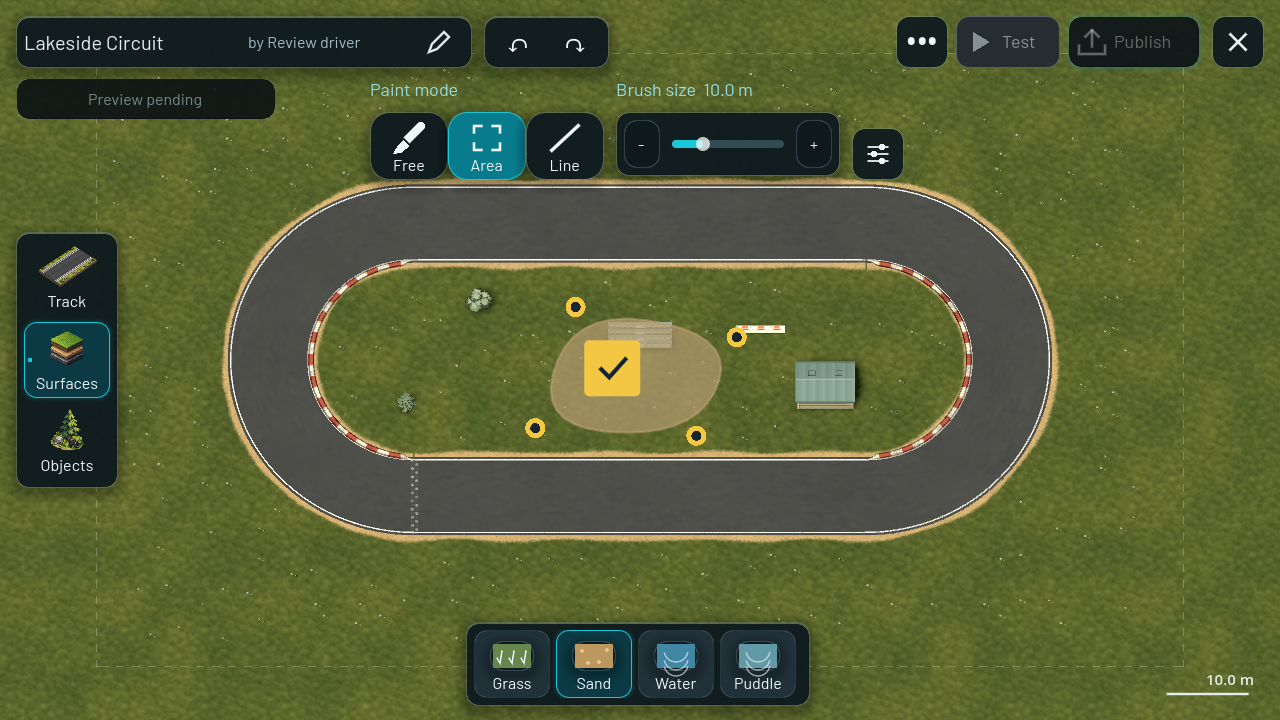 Lakeside Circuit
by Review driver
Test
Publish
Preview pending
Paint mode
Brush size 10.0 m
Free
Area
Line
-
+
Track
Surfaces
Objects
Grass
Sand
Water
Puddle
10.0 m